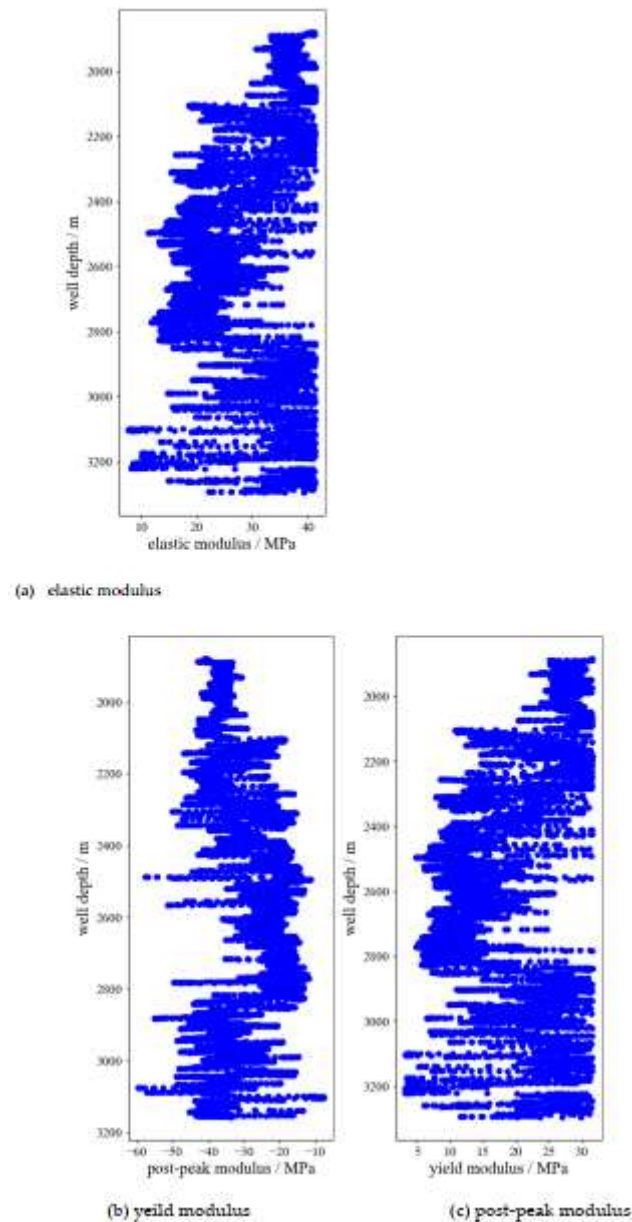 2000
2200
2400
2600
2800
3000
3200
well depth / m
10 20 30 40
elastic modulus / MPa
(a) elastic modulus
2000
2200
2400
2600
2800
3000
3200
well depth / m
−60 −50 −40 −30 −20 −10
post-peak modulus / MPa
2000
2200
2400
2600
2800
3000
3200
well depth / m
5 10 15 20 25 30
yield modulus / MPa
(b) yeild modulus
(c) post-peak modulus